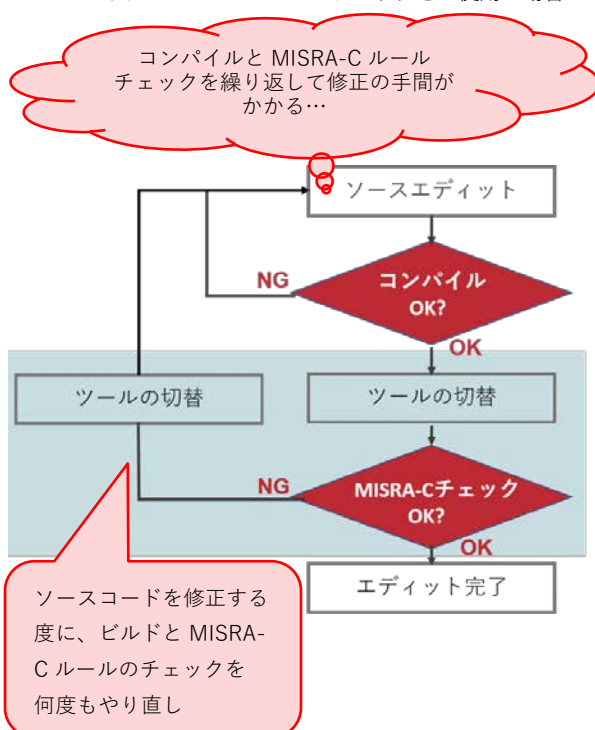 コンパイルと MISRA-C ルール
チェックを繰り返して修正の手間が
かかる…
ソースエディット
NG
コンパイル
OK?
OK
ツールの切替
ツールの切替
NG
MISRA-Cチェック
OK?
OK
エディット完了
ソースコードを修正する
度に、ビルドと MISRA-
C ルールのチェックを
何度もやり直し